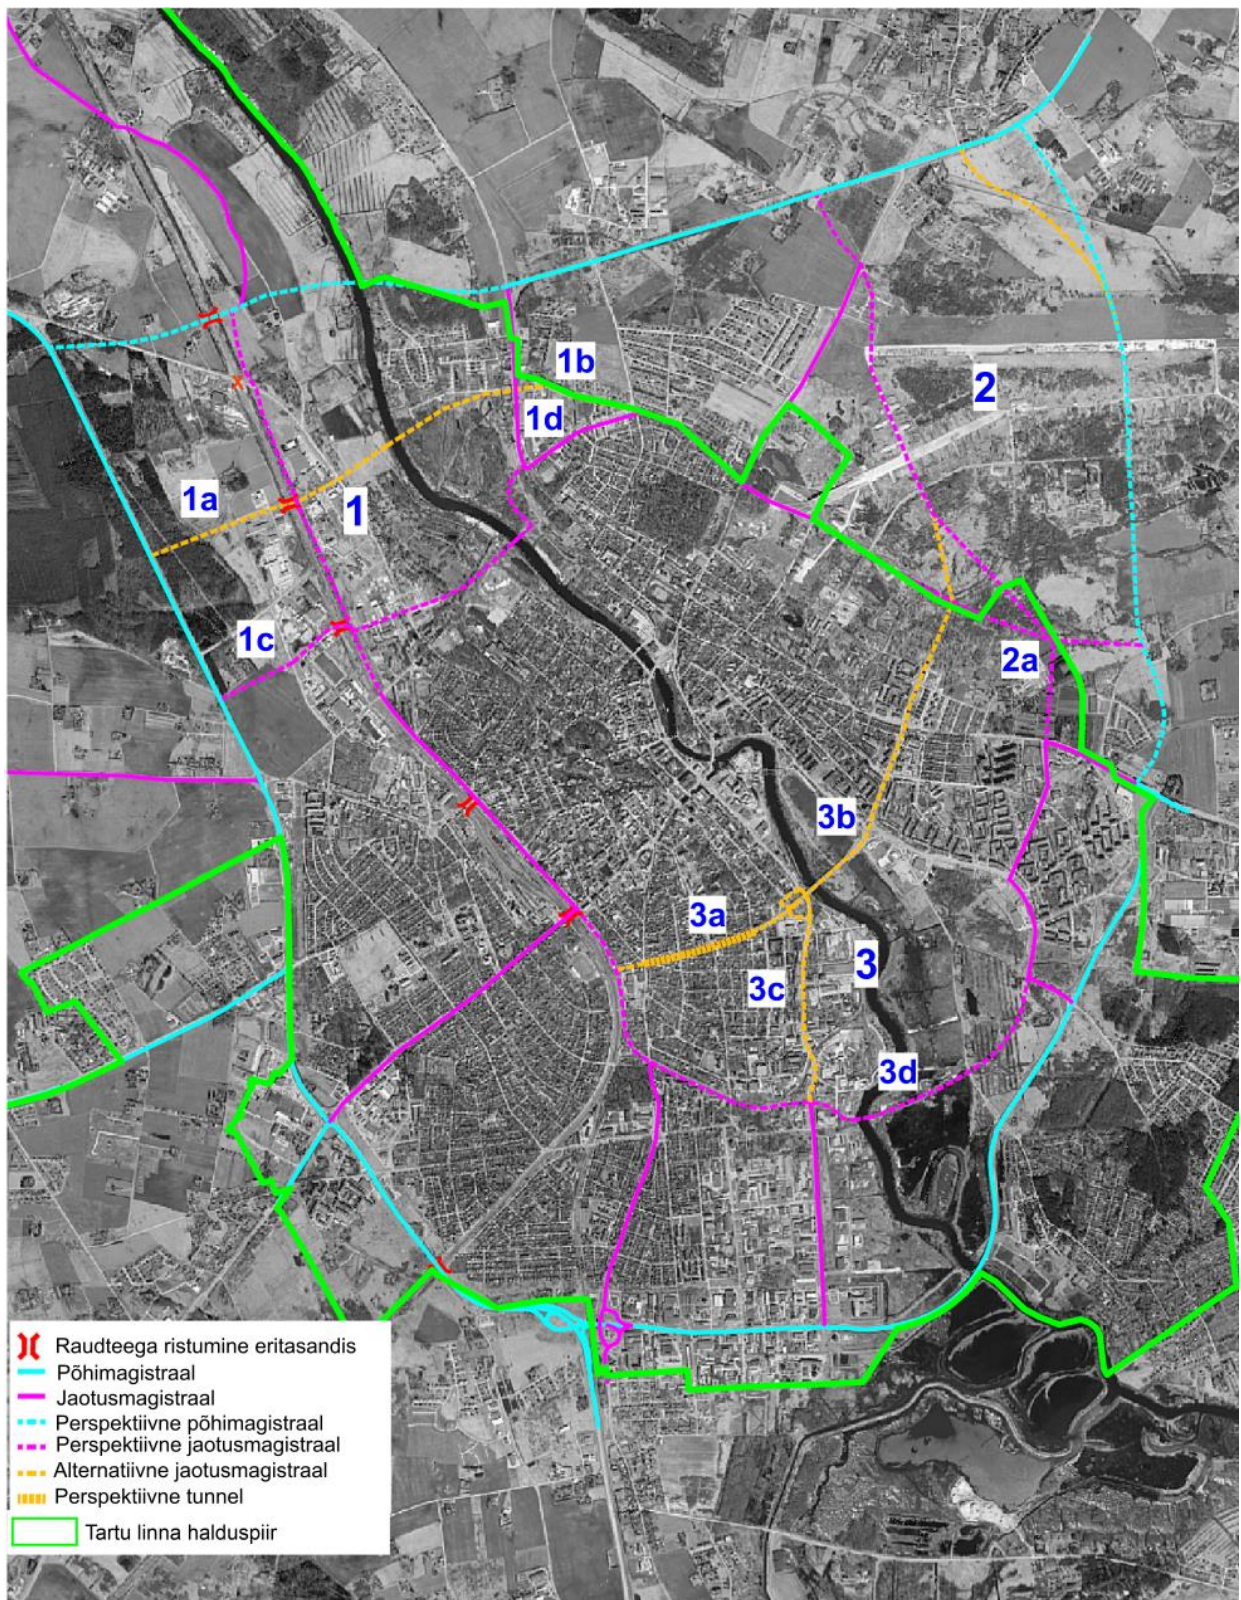 1b
2
1d
1a
1
1c
2a
3b
3a
3
3c
3d
Raudteega ristumine eritasandis
Põhimagistraal
Jaotusmagistraal
Perspektiivne põhimagistraal
Perspektiivne jaotusmagistraal
Alternatiivne jaotusmagistraal
Perspektiivne tunnel
Tartu linna halduspiir